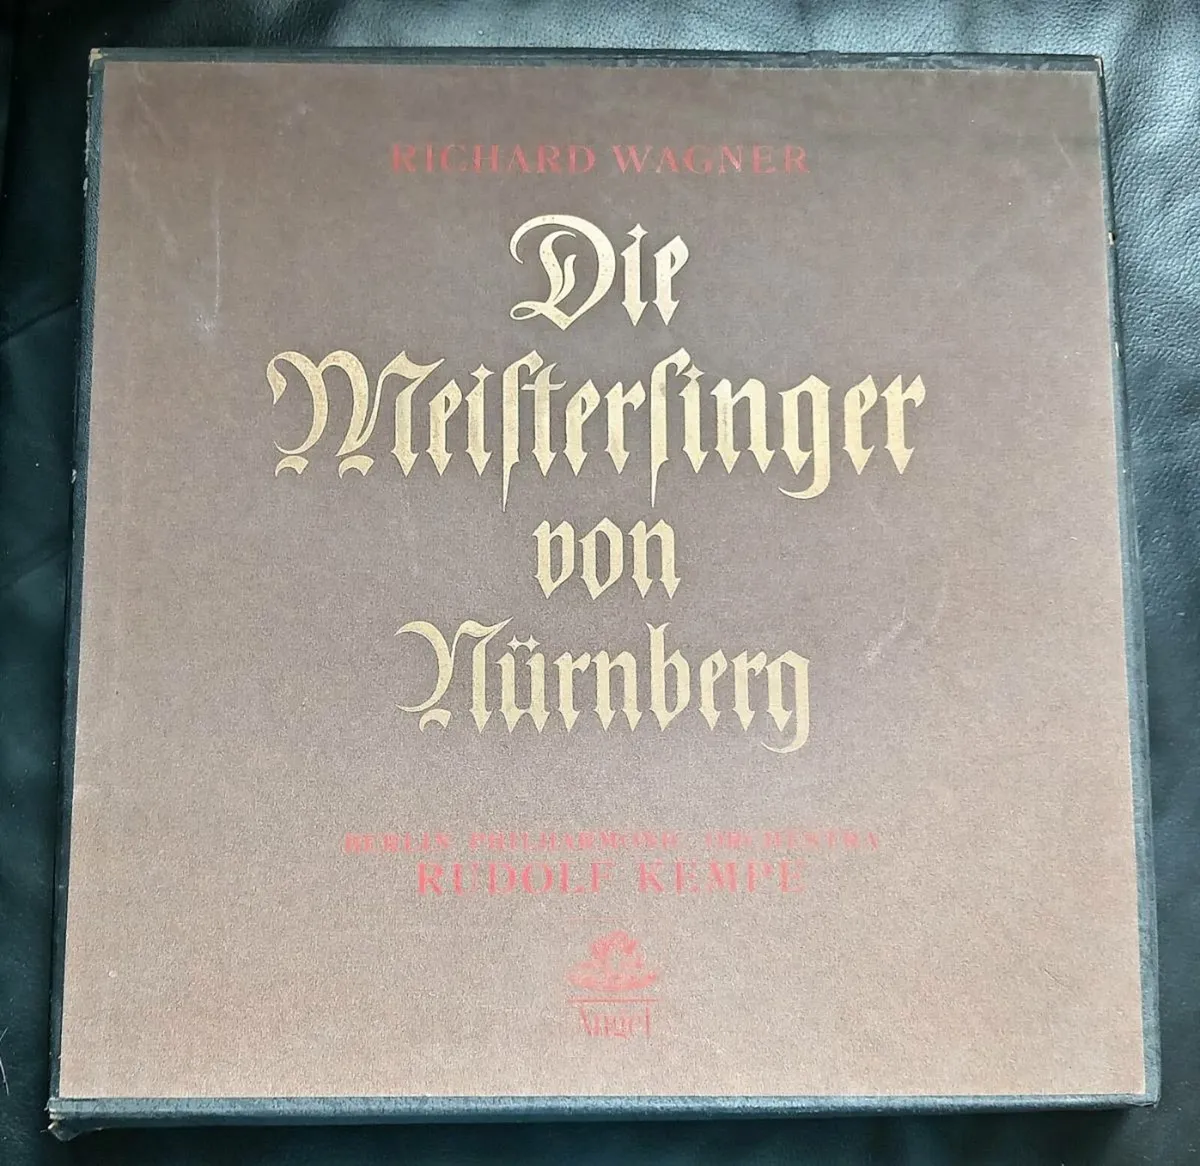 RICHARD WAGNER
Die
Meiſterſinger
von
Nürnberg
BERLIN PHILHARMONIC ORCHESTRA
RUDOLF KEMPE
Angel